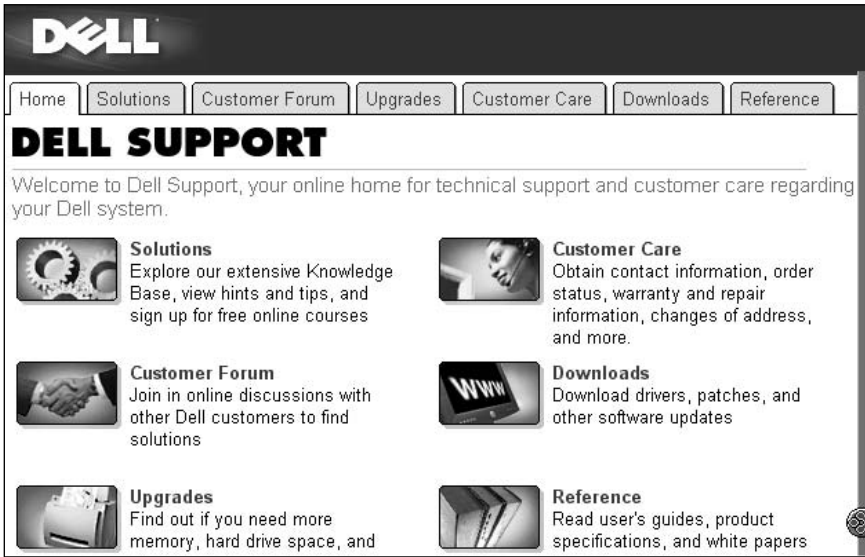 DELL
Home Solutions Customer Forum Upgrades Customer Care Downloads Reference
DELL SUPPORT
Welcome to Dell Support, your online home for technical support and customer care regarding
your Dell system.
Solutions
Explore our extensive Knowledge
Base, view hints and tips, and
sign up for free online courses
Customer Care
Obtain contact information, order
status, warranty and repair
information, changes of address,
and more.
Customer Forum
Join in online discussions with
other Dell customers to find
solutions
WWW
Downloads
Download drivers, patches, and
other software updates
Upgrades
Find out if you need more
memory, hard drive space, and
Reference
Read user's guides, product
specifications, and white papers